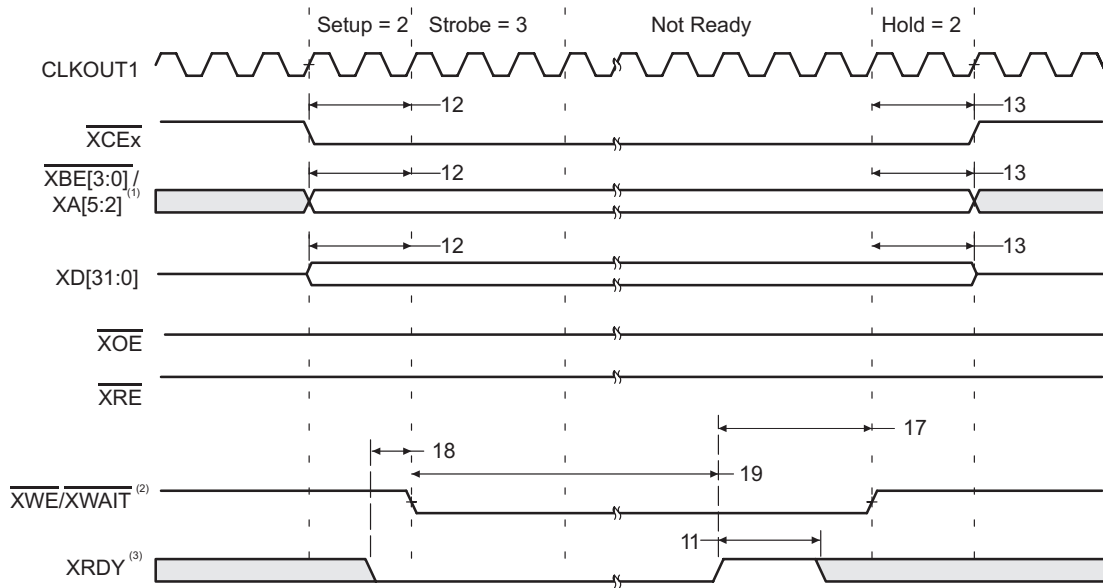 Setup = 2 Strobe = 3 Not Ready Hold = 2
CLKOUT1
12 13
XCEx
XBE[3:0] / 12 13
XA[5:2] (1)
12 13
XD[31:0]
XOE
XRE
17
18
19
XWE/XWAIT (2)
11
XRDY (3)